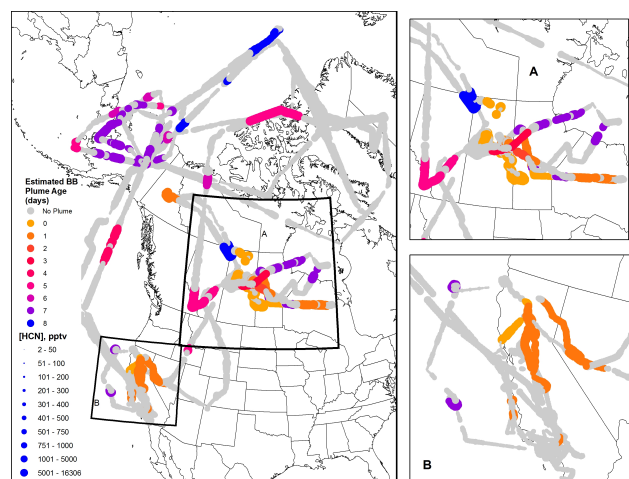 A
Estimated BB
Plume Age
(days)
No Plume
0
1
2
3
4
5
6
7
8
[HCN], pptv
2 - 50
51 - 100
101 - 200
201 - 300
301 - 400
401 - 500
501 - 750
751 - 1000
1001 - 5000
5001 - 16306
A
B
B